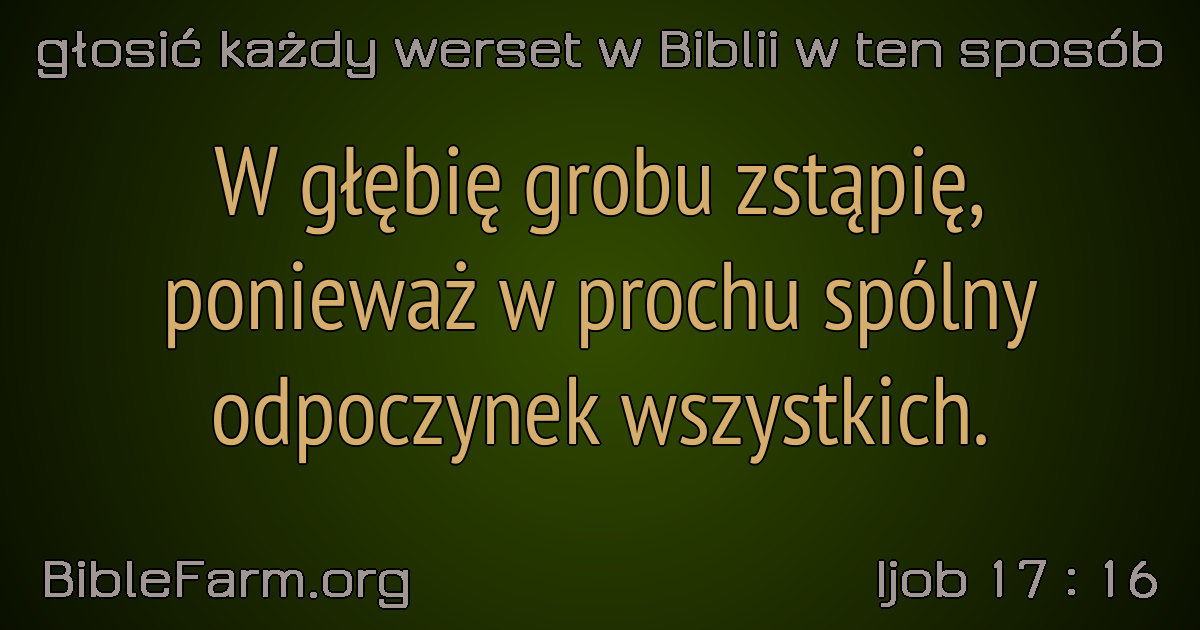 głosić każdy werset w Biblii w ten sposób
W głębię grobu zstąpię,
ponieważ w prochu spólny
odpoczynek wszystkich.
BibleFarm.org
Ijob 17 : 16